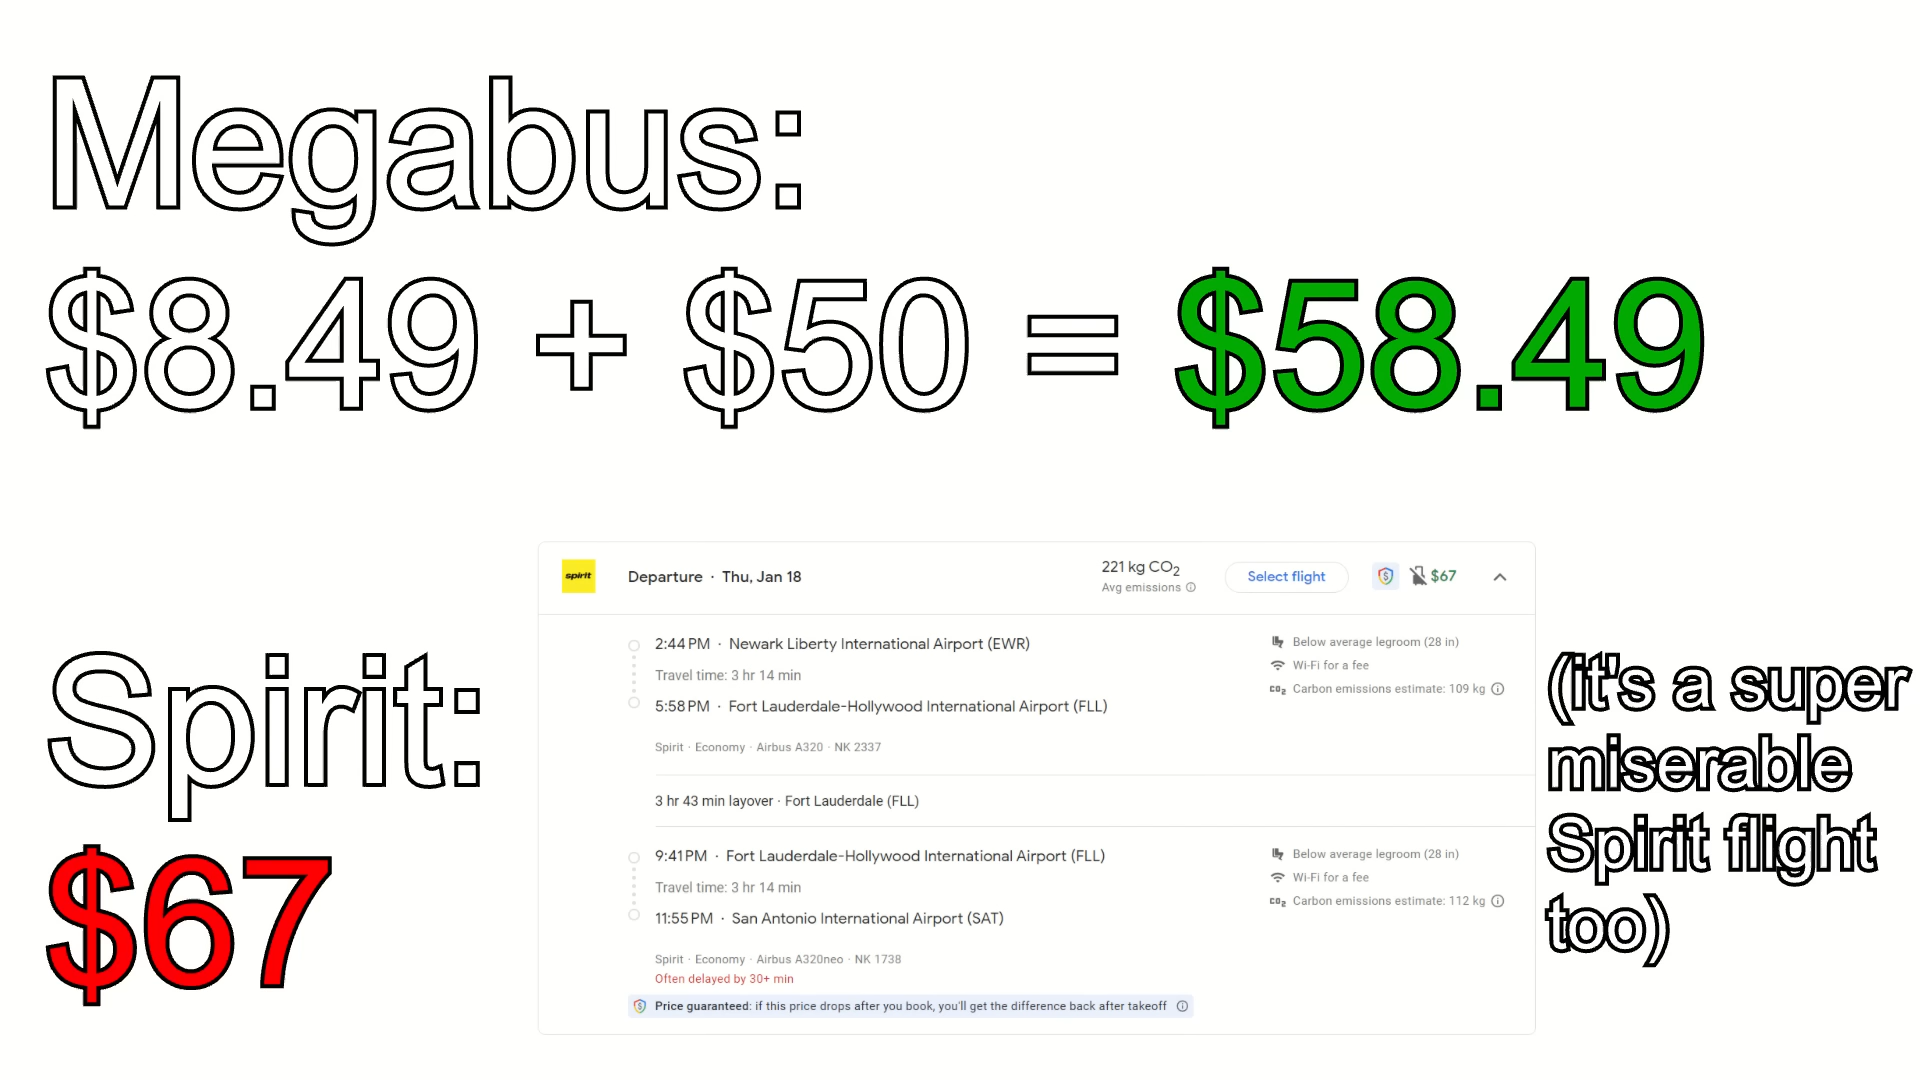 Megabus:
$8.49 + $50 = $58.49
Spirit:
$67
spirit
Departure · Thu, Jan 18
221 kg CO2
Avg emissions
Select flight
$67
2:44 PM · Newark Liberty International Airport (EWR)
Travel time: 3 hr 14 min
5:58 PM · Fort Lauderdale-Hollywood International Airport (FLL)
Spirit · Economy · Airbus A320 · NK 2337
Below average legroom (28 in)
Wi-Fi for a fee
CO2 Carbon emissions estimate: 109 kg
3 hr 43 min layover · Fort Lauderdale (FLL)
9:41 PM · Fort Lauderdale-Hollywood International Airport (FLL)
Travel time: 3 hr 14 min
11:55 PM · San Antonio International Airport (SAT)
Spirit · Economy · Airbus A320neo · NK 1738
Often delayed by 30+ min
Below average legroom (28 in)
Wi-Fi for a fee
CO2 Carbon emissions estimate: 112 kg
Price guaranteed: if this price drops after you book, you'll get the difference back after takeoff
(it's a super
miserable
Spirit flight
too)